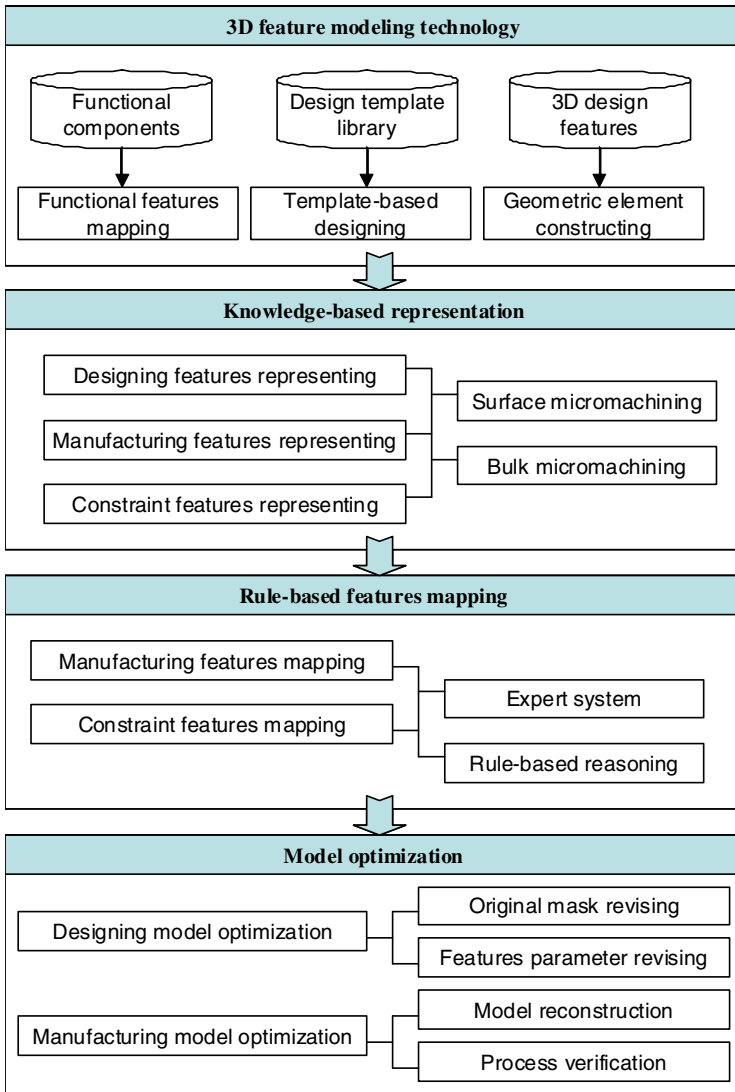 3D feature modeling technology
Functional
components
Design template
library
3D design
features
Functional features
mapping
Template-based
designing
Geometric element
constructing
Knowledge-based representation
Designing features representing
Manufacturing features representing
Constraint features representing
Surface micromachining
Bulk micromachining
Rule-based features mapping
Manufacturing features mapping
Constraint features mapping
Expert system
Rule-based reasoning
Model optimization
Designing model optimization
Original mask revising
Features parameter revising
Manufacturing model optimization
Model reconstruction
Process verification